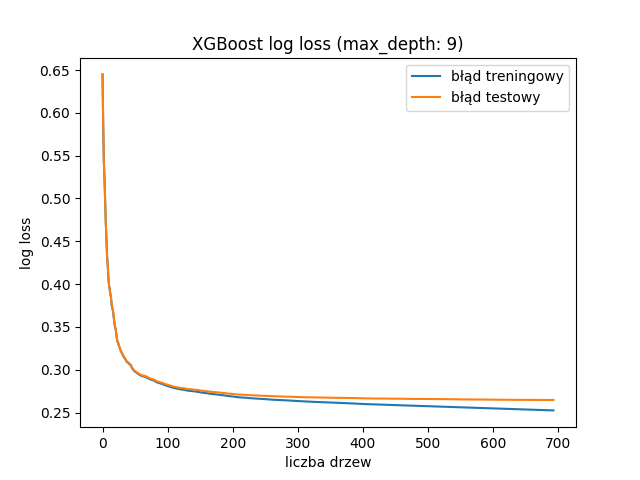 XGBoost log loss (max_depth: 9)
błąd treningowy
błąd testowy
0.65
0.60
0.55
0.50
0.45
0.40
0.35
0.30
0.25
log loss
0 100 200 300 400 500 600 700
liczba drzew